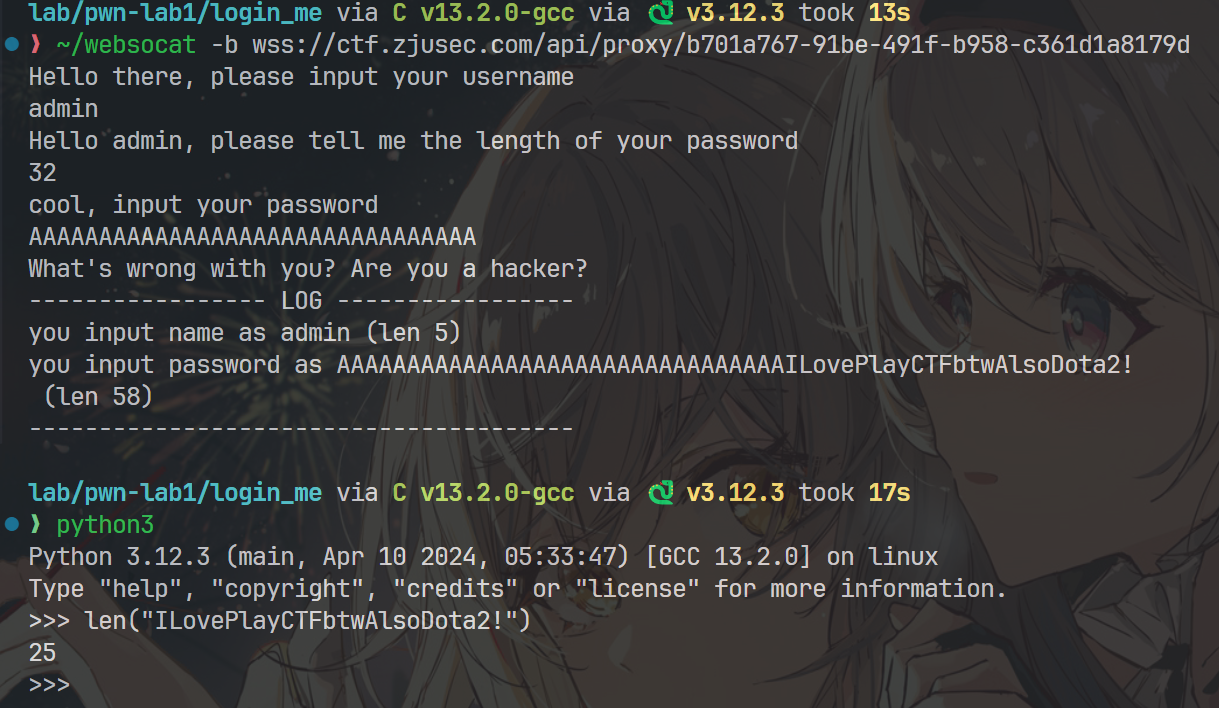 lab/pwn-lab1/login_me via C v13.2.0-gcc via v3.12.3 took 13s
❯ ~/websocat -b wss://ctf.zjusec.com/api/proxy/b701a767-91be-491f-b958-c361d1a8179d
Hello there, please input your username
admin
Hello admin, please tell me the length of your password
32
cool, input your password
AAAAAAAAAAAAAAAAAAAAAAAAAAAAAAAA
What's wrong with you? Are you a hacker?
----------------- LOG -----------------
you input name as admin (len 5)
you input password as AAAAAAAAAAAAAAAAAAAAAAAAAAAAAAAAILovePlayCTFbtwAlsoDota2!
(len 58)
---------------------------------------
lab/pwn-lab1/login_me via C v13.2.0-gcc via v3.12.3 took 17s
❯ python3
Python 3.12.3 (main, Apr 10 2024, 05:33:47) [GCC 13.2.0] on linux
Type "help", "copyright", "credits" or "license" for more information.
>>> len("ILovePlayCTFbtwAlsoDota2!")
25
>>>